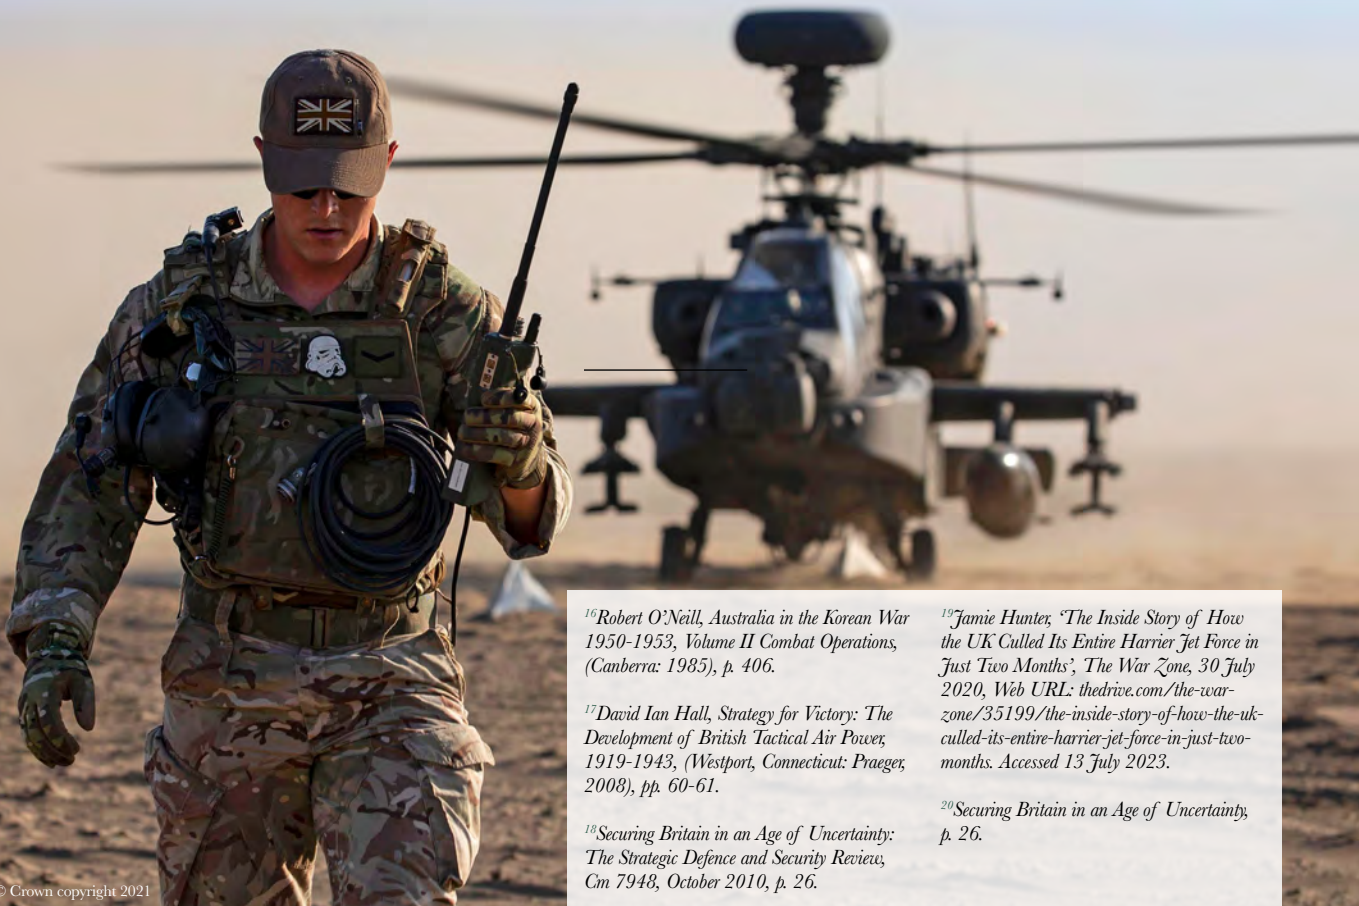 ¹⁶Robert O’Neill, Australia in the Korean War
1950-1953, Volume II Combat Operations,
(Canberra: 1985), p. 406.
¹⁷David Ian Hall, Strategy for Victory: The
Development of British Tactical Air Power,
1919-1943, (Westport, Connecticut: Praeger,
2008), pp. 60-61.
¹⁸Securing Britain in an Age of Uncertainty:
The Strategic Defence and Security Review,
Cm 7948, October 2010, p. 26.
¹⁹Jamie Hunter, ‘The Inside Story of How
the UK Culled Its Entire Harrier Jet Force in
Just Two Months’, The War Zone, 30 July
2020, Web URL: thedrive.com/the-war-
zone/35199/the-inside-story-of-how-the-uk-
culled-its-entire-harrier-jet-force-in-just-two-
months. Accessed 13 July 2023.
²⁰Securing Britain in an Age of Uncertainty,
p. 26.
© Crown copyright 2021